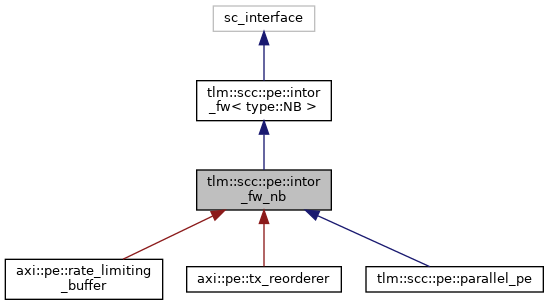 sc_interface
tlm::scc::pe::intor
_fw< type::NB >
tlm::scc::pe::intor
_fw_nb
axi::pe::rate_limiting
_buffer
axi::pe::tx_reorderer
tlm::scc::pe::parallel_pe